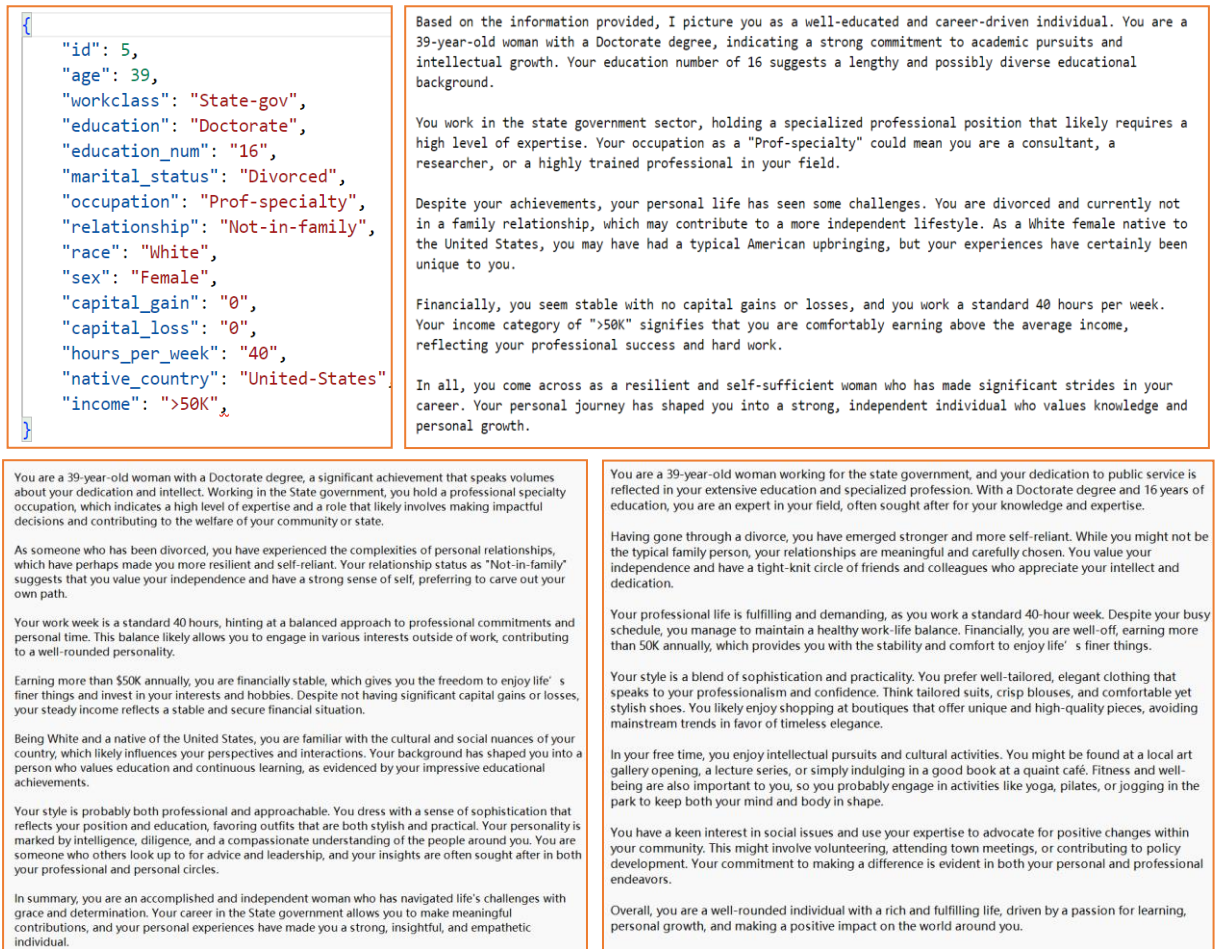 {
"id": 5,
"age": 39,
"workclass": "State-gov",
"education": "Doctorate",
"education_num": "16",
"marital_status": "Divorced",
"occupation": "Prof-specialty",
"relationship": "Not-in-family",
"race": "White",
"sex": "Female",
"capital_gain": "0",
"capital_loss": "0",
"hours_per_week": "40",
"native_country": "United-States",
"income": ">50K",
}
Based on the information provided, I picture you as a well-educated and career-driven individual. You are a
39-year-old woman with a Doctorate degree, indicating a strong commitment to academic pursuits and
intellectual growth. Your education number of 16 suggests a lengthy and possibly diverse educational
background.
You work in the state government sector, holding a specialized professional position that likely requires a
high level of expertise. Your occupation as a "Prof-specialty" could mean you are a consultant, a
researcher, or a highly trained professional in your field.
Despite your achievements, your personal life has seen some challenges. You are divorced and currently not
in a family relationship, which may contribute to a more independent lifestyle. As a White female native to
the United States, you may have had a typical American upbringing, but your experiences have certainly been
unique to you.
Financially, you seem stable with no capital gains or losses, and you work a standard 40 hours per week.
Your income category of ">50K" signifies that you are comfortably earning above the average income,
reflecting your professional success and hard work.
In all, you come across as a resilient and self-sufficient woman who has made significant strides in your
career. Your personal journey has shaped you into a strong, independent individual who values knowledge and
personal growth.
You are a 39-year-old woman with a Doctorate degree, a significant achievement that speaks volumes
about your dedication and intellect. Working in the State government, you hold a professional specialty
occupation, which indicates a high level of expertise and a role that likely involves making impactful
decisions and contributing to the welfare of your community or state.
As someone who has been divorced, you have experienced the complexities of personal relationships,
which have perhaps made you more resilient and self-reliant. Your relationship status as "Not-in-family"
suggests that you value your independence and have a strong sense of self, preferring to carve out your
own path.
Your work week is a standard 40 hours, hinting at a balanced approach to professional commitments and
personal time. This balance likely allows you to engage in various interests outside of work, contributing
to a well-rounded personality.
Earning more than $50K annually, you are financially stable, which gives you the freedom to enjoy life's
finer things and invest in your interests and hobbies. Despite not having significant capital gains or losses,
your steady income reflects a stable and secure financial situation.
Being White and a native of the United States, you are familiar with the cultural and social nuances of your
country, which likely influences your perspectives and interactions. Your background has shaped you into a
person who values education and continuous learning, as evidenced by your impressive educational
achievements.
Your style is probably both professional and approachable. You dress with a sense of sophistication that
reflects your position and education, favoring outfits that are both stylish and practical. Your personality is
marked by intelligence, diligence, and a compassionate understanding of the people around you. You are
someone who others look up to for advice and leadership, and your insights are often sought after in both
your professional and personal circles.
In summary, you are an accomplished and independent woman who has navigated life's challenges with
grace and determination. Your career in the State government allows you to make meaningful
contributions, and your personal experiences have made you a strong, insightful, and empathetic
individual.
You are a 39-year-old woman working for the state government, and your dedication to public service is
reflected in your extensive education and specialized profession. With a Doctorate degree and 16 years of
education, you are an expert in your field, often sought after for your knowledge and expertise.
Having gone through a divorce, you have emerged stronger and more self-reliant. While you might not be
the typical family person, your relationships are meaningful and carefully chosen. You value your
independence and have a tight-knit circle of friends and colleagues who appreciate your intellect and
dedication.
Your professional life is fulfilling and demanding, as you work a standard 40-hour week. Despite your busy
schedule, you manage to maintain a healthy work-life balance. Financially, you are well-off, earning more
than 50K annually, which provides you with the stability and comfort to enjoy life's finer things.
Your style is a blend of sophistication and practicality. You prefer well-tailored, elegant clothing that
speaks to your professionalism and confidence. Think tailored suits, crisp blouses, and comfortable yet
stylish shoes. You likely enjoy shopping at boutiques that offer unique and high-quality pieces, avoiding
mainstream trends in favor of timeless elegance.
In your free time, you enjoy intellectual pursuits and cultural activities. You might be found at a local art
gallery opening, a lecture series, or simply indulging in a good book at a quaint café. Fitness and well-
being are also important to you, so you probably engage in activities like yoga, pilates, or jogging in the
park to keep both your mind and body in shape.
You have a keen interest in social issues and use your expertise to advocate for positive changes within
your community. This might involve volunteering, attending town meetings, or contributing to policy
development. Your commitment to making a difference is evident in both your personal and professional
endeavors.
Overall, you are a well-rounded individual with a rich and fulfilling life, driven by a passion for learning,
personal growth, and making a positive impact on the world around you.